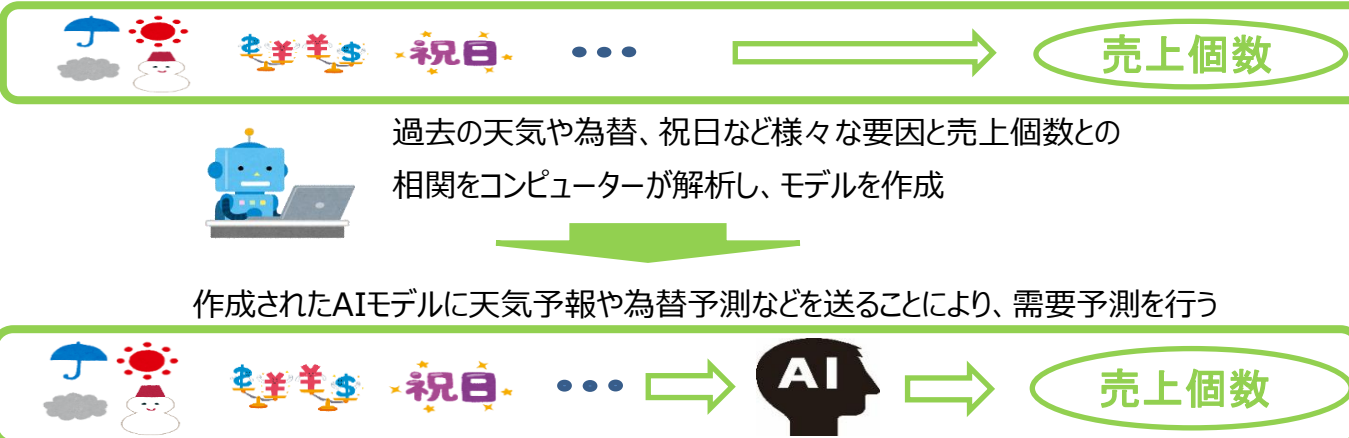 祝日 ••• 売上個数
過去の天気や為替、祝日など様々な要因と売上個数との
相関をコンピューターが解析し、モデルを作成
作成されたAIモデルに天気予報や為替予測などを送ることにより、需要予測を行う
祝日 ••• AI 売上個数